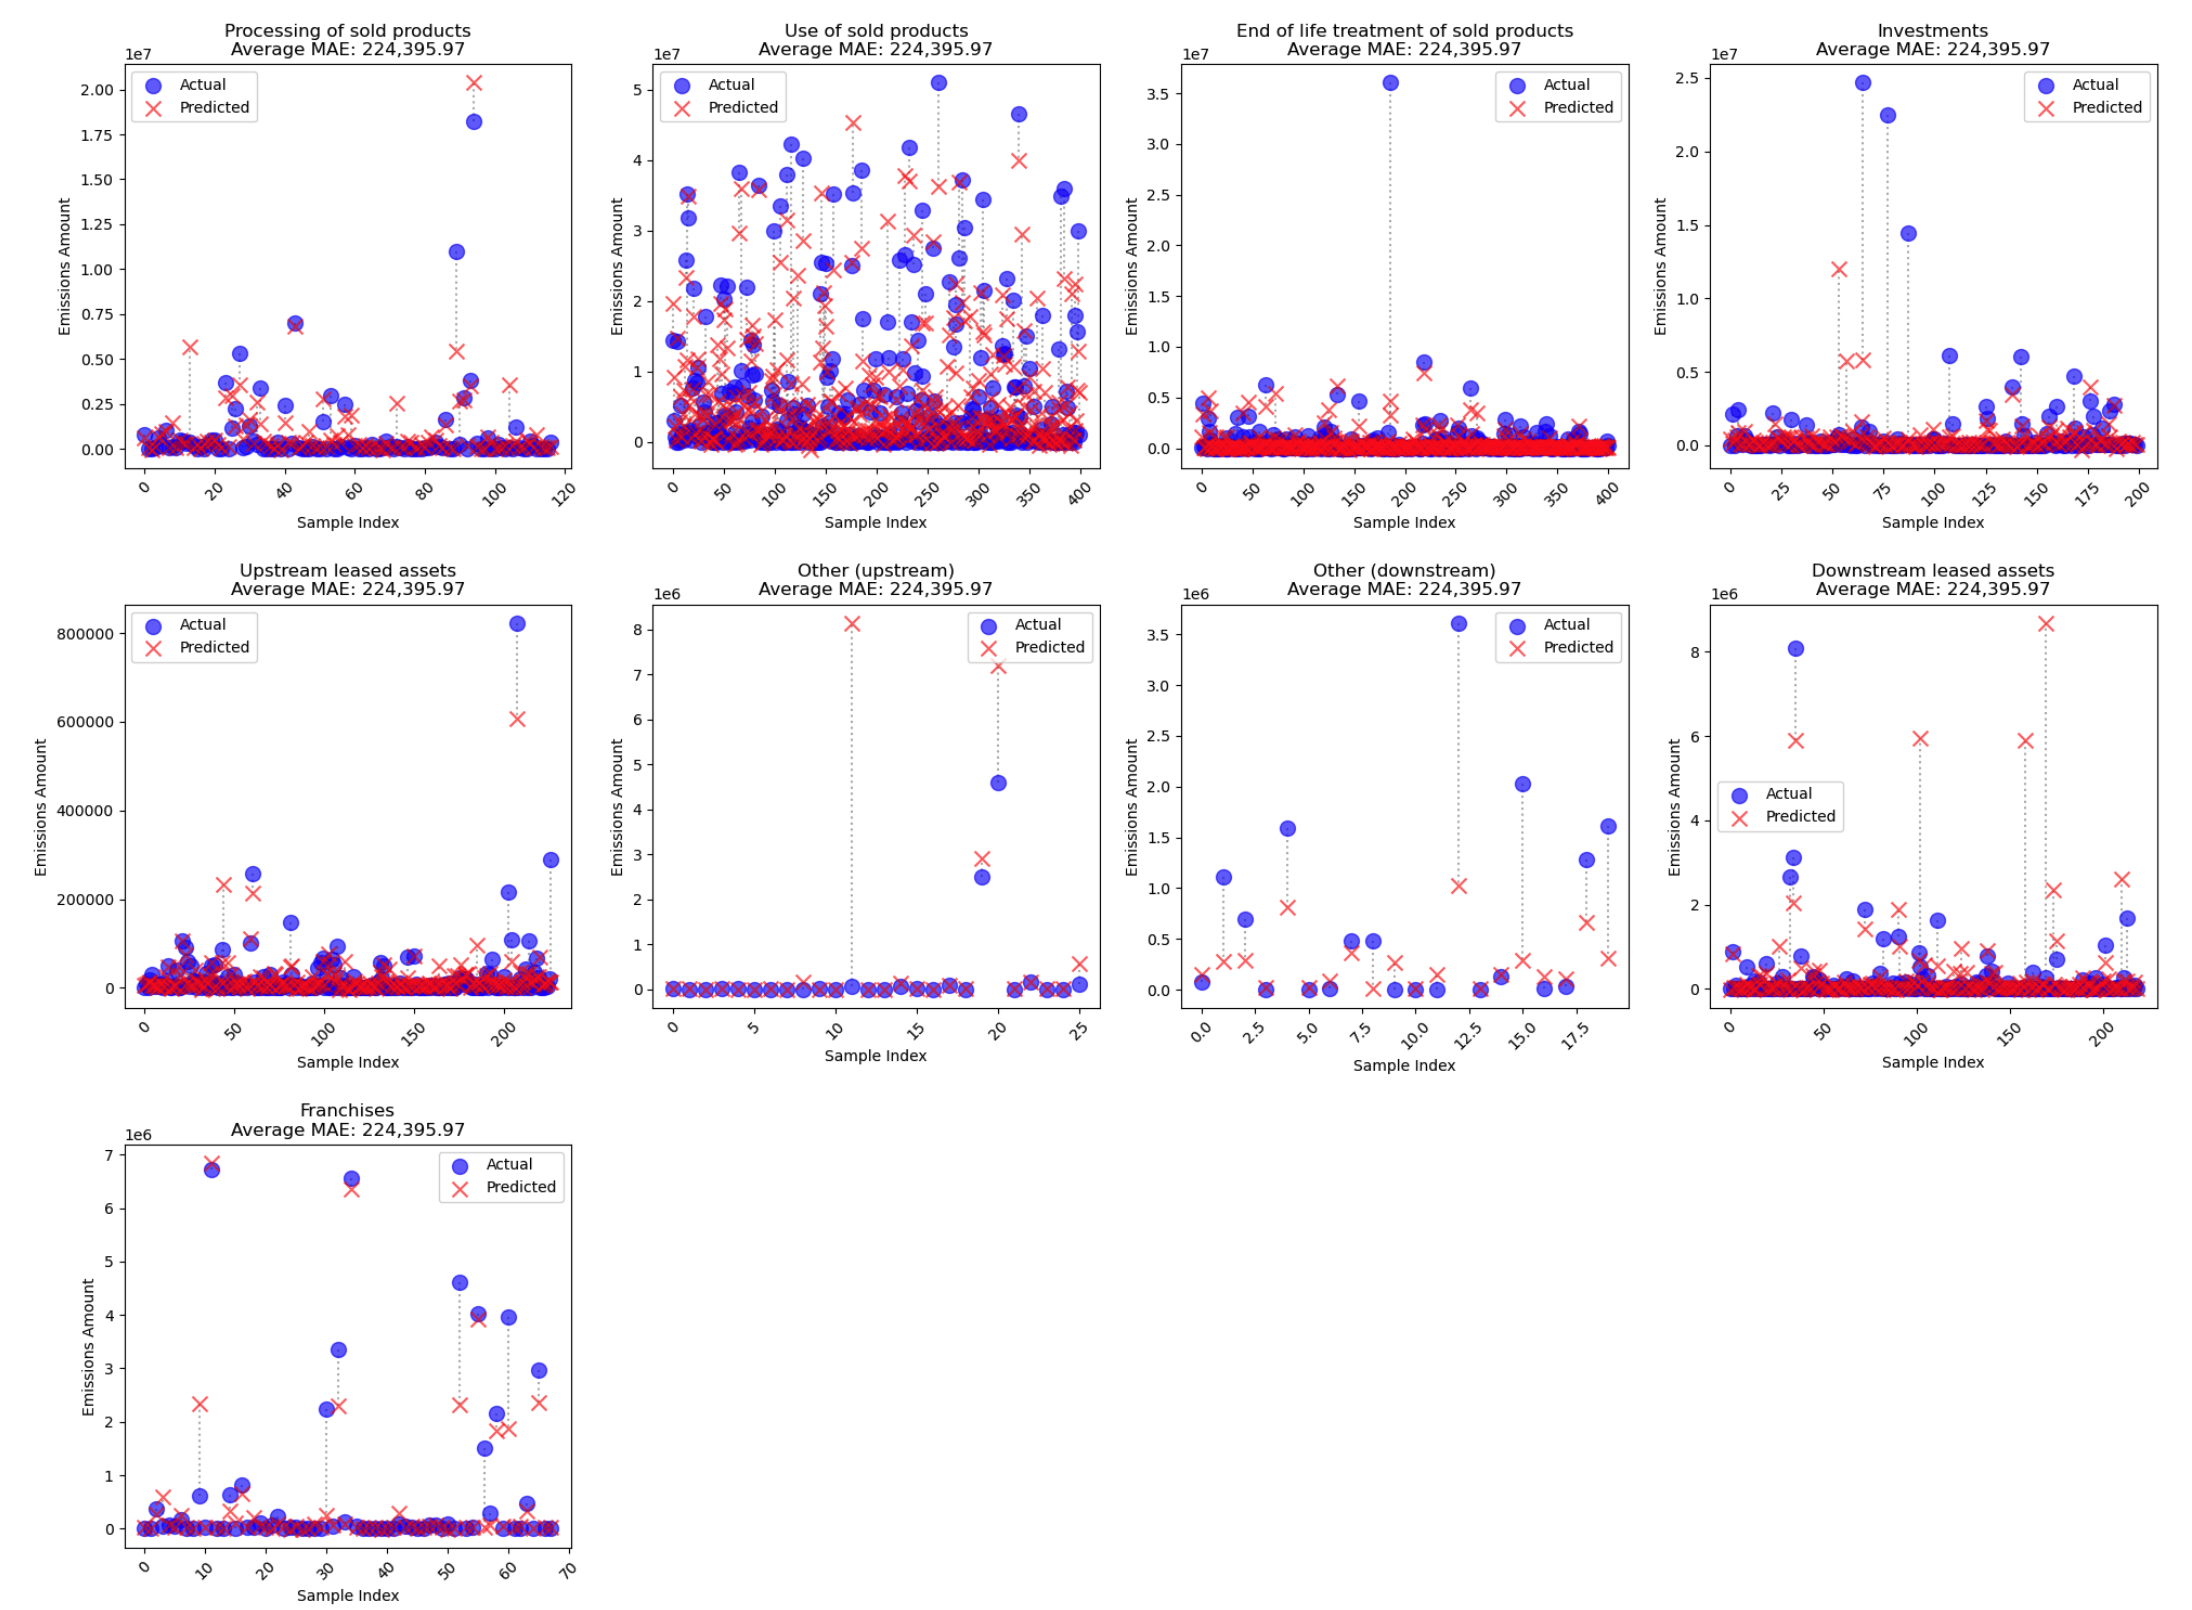 Processing of sold products
Average MAE: 224,395.97
1e7
Actual
Predicted
2.00
1.75
1.50
1.25
1.00
0.75
0.50
0.25
0.00
Emissions Amount
0
20
40
60
80
100
120
Sample Index
Use of sold products
Average MAE: 224,395.97
1e7
Actual
Predicted
5
4
3
2
1
0
Emissions Amount
0
50
100
150
200
250
300
350
400
Sample Index
End of life treatment of sold products
Average MAE: 224,395.97
1e7
Actual
Predicted
3.5
3.0
2.5
2.0
1.5
1.0
0.5
0.0
Emissions Amount
0
50
100
150
200
250
300
350
400
Sample Index
Investments
Average MAE: 224,395.97
1e7
Actual
Predicted
2.5
2.0
1.5
1.0
0.5
0.0
Emissions Amount
0
25
50
75
100
125
150
175
200
Sample Index
Upstream leased assets
Average MAE: 224,395.97
Actual
Predicted
800000
600000
400000
200000
0
Emissions Amount
0
50
100
150
200
Sample Index
Other (upstream)
Average MAE: 224,395.97
1e6
Actual
Predicted
8
7
6
5
4
3
2
1
0
Emissions Amount
0
5
10
15
20
25
Sample Index
Other (downstream)
Average MAE: 224,395.97
1e6
Actual
Predicted
3.5
3.0
2.5
2.0
1.5
1.0
0.5
0.0
Emissions Amount
0.0
2.5
5.0
7.5
10.0
12.5
15.0
17.5
Sample Index
Downstream leased assets
Average MAE: 224,395.97
1e6
Actual
Predicted
8
6
4
2
0
Emissions Amount
0
50
100
150
200
Sample Index
Franchises
Average MAE: 224,395.97
1e6
Actual
Predicted
7
6
5
4
3
2
1
0
Emissions Amount
0
10
20
30
40
50
60
70
Sample Index